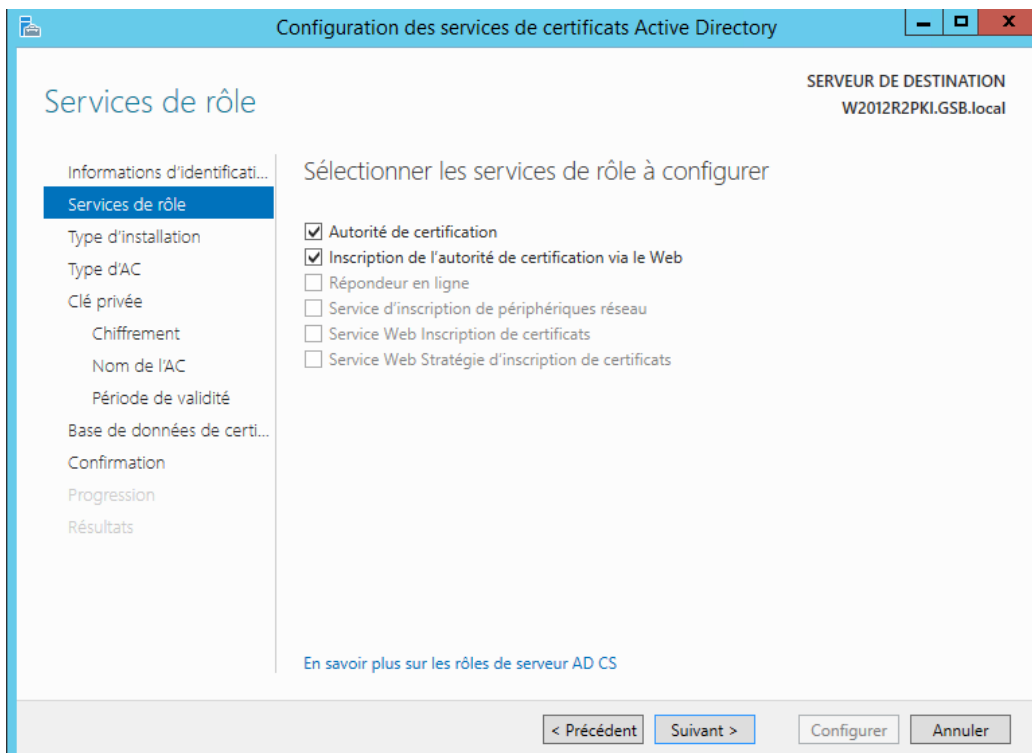 Configuration des services de certificats Active Directory
Services de rôle
SERVEUR DE DESTINATION
W2012R2PKI.GSB.local
Informations d'identificati...
Services de rôle
Type d'installation
Type d'AC
Clé privée
Chiffrement
Nom de l'AC
Période de validité
Base de données de certi...
Confirmation
Progression
Résultats
Sélectionner les services de rôle à configurer
Autorité de certification
Inscription de l'autorité de certification via le Web
Répondeur en ligne
Service d'inscription de périphériques réseau
Service Web Inscription de certificats
Service Web Stratégie d'inscription de certificats
En savoir plus sur les rôles de serveur AD CS
< Précédent
Suivant >
Configurer
Annuler